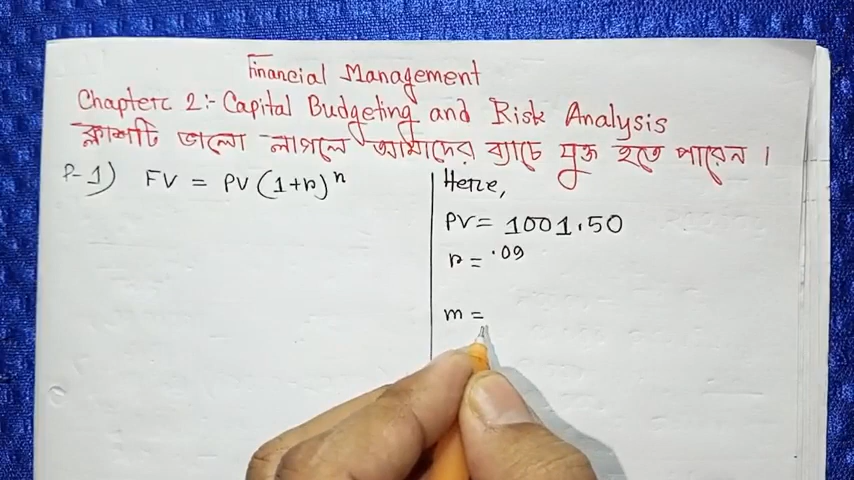 Financial Management
Chapter 2:- Capital Budgeting and Risk Analysis
ক্লাশটি ভালো লাগলে আমাদের ব্যাচে যুক্ত হতে পারেন ।
P-1) FV = PV(1+r)^n
Here,
PV = 1001.50
r = .09
m =